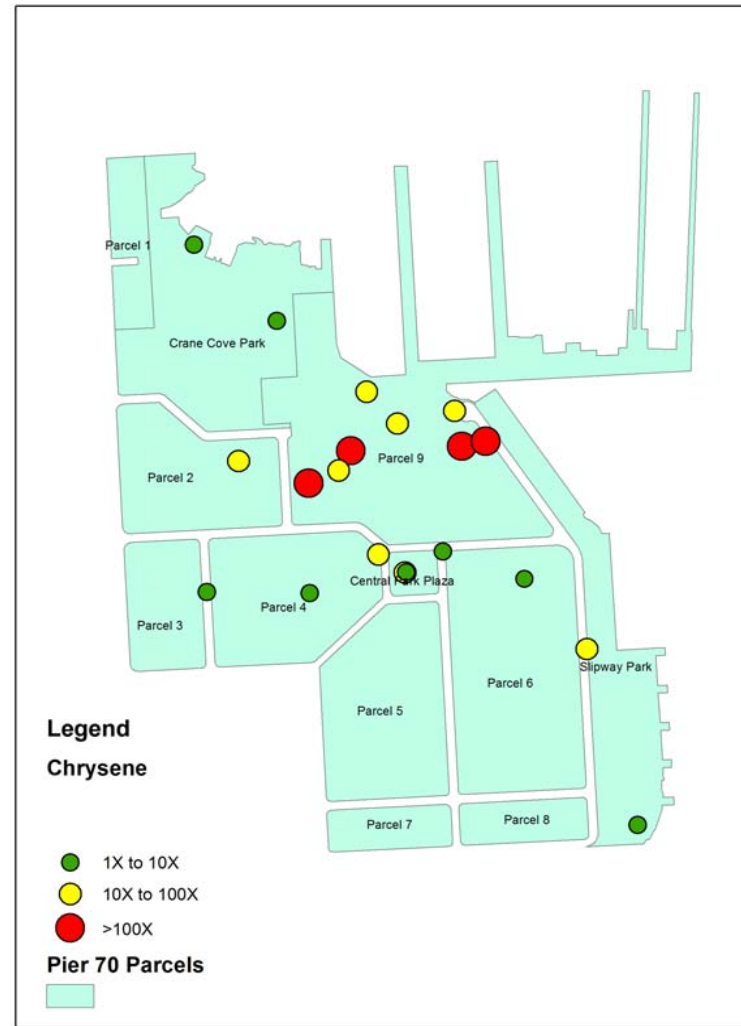 Parcel 1
Crane Cove Park
Parcel 2
Parcel 9
Central Park Plaza
Parcel 4
Parcel 3
Slipway Park
Parcel 6
Parcel 5
Legend
Chrysene
Parcel 8
Parcel 7
1X to 10X
10X to 100X
>100X
Pier 70 Parcels